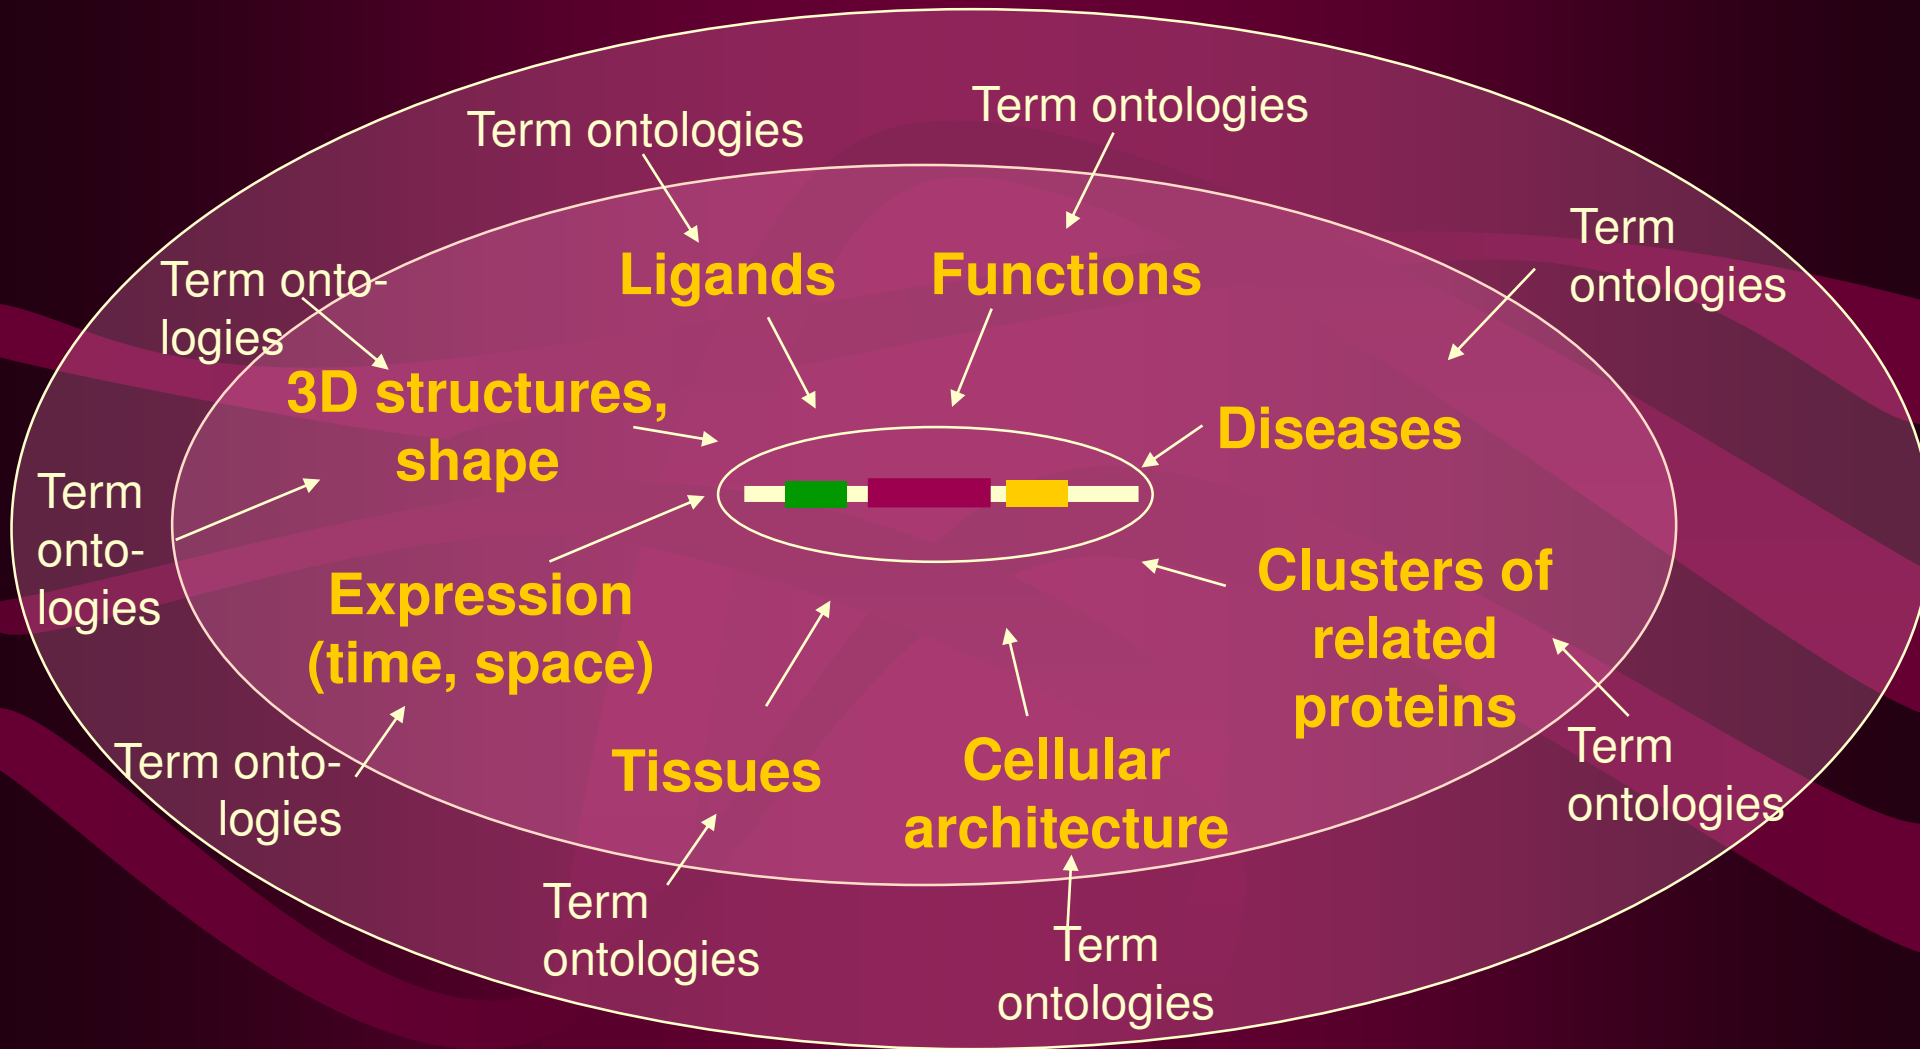 Term ontologies
Term ontologies
Term
ontologies
Term onto-
logies
Ligands
Functions
3D structures,
shape
Diseases
Term
onto-
logies
Expression
(time, space)
Clusters of
related
proteins
Term onto-
logies
Tissues
Cellular
architecture
Term
ontologies
Term
ontologies
Term
ontologies